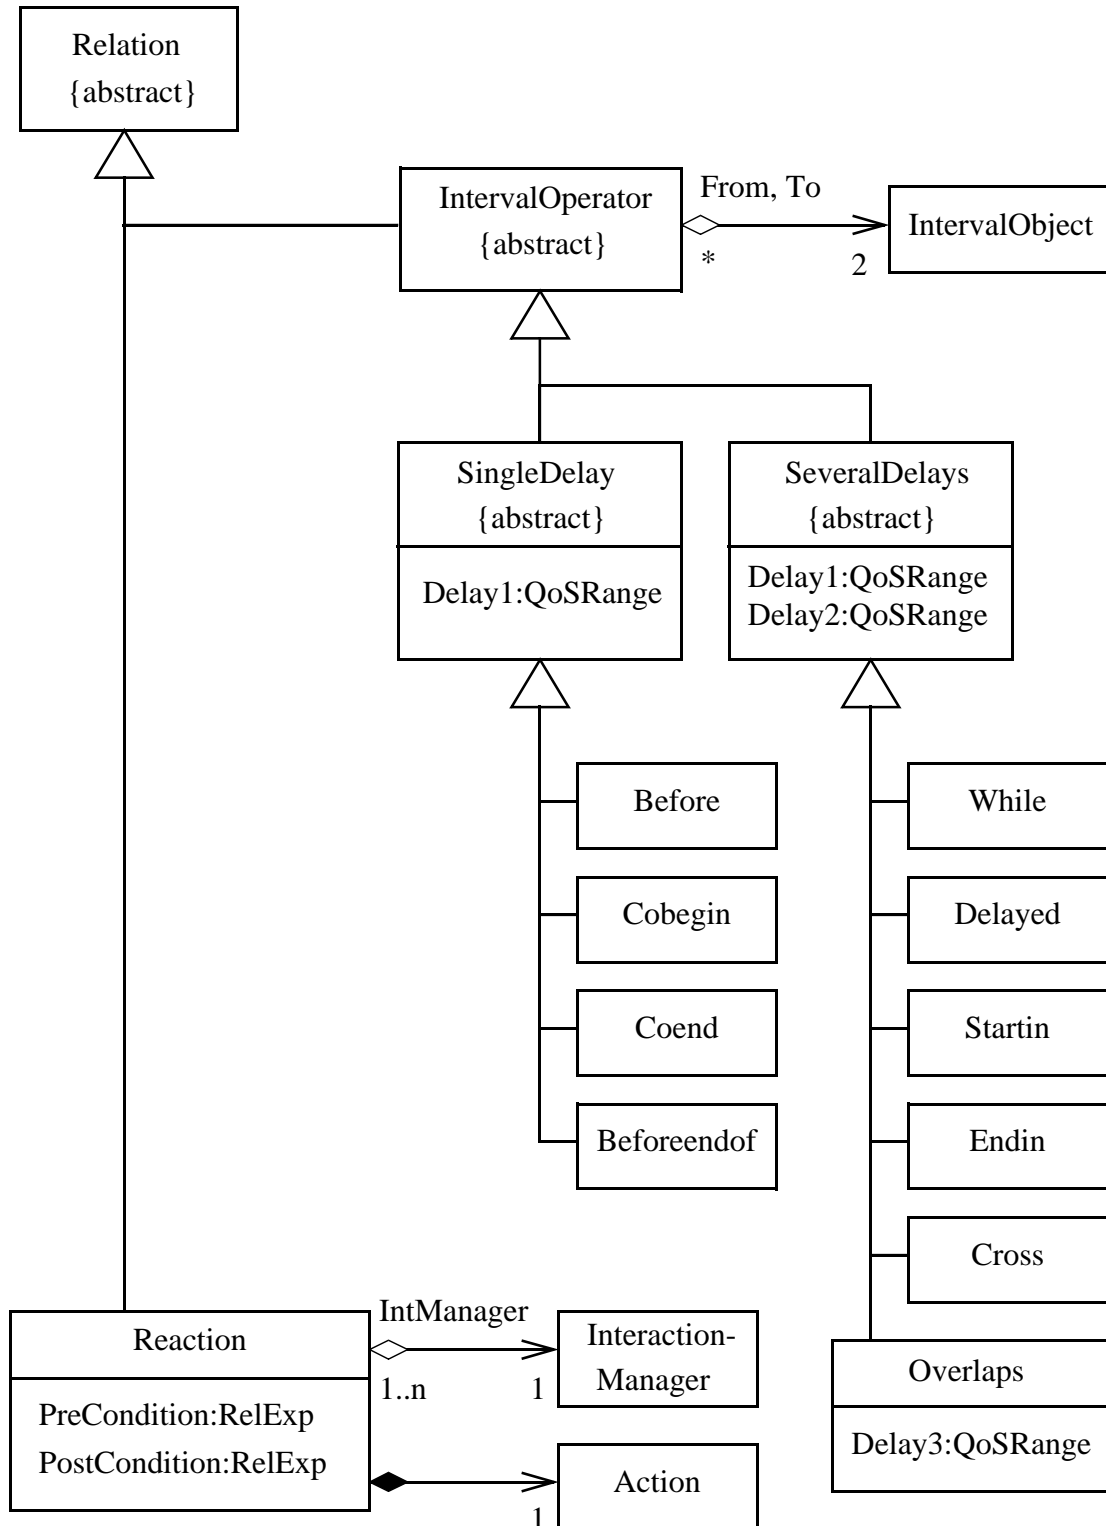 Relation
{abstract}
IntervalOperator
{abstract}
From, To
*
2
IntervalObject
SingleDelay
{abstract}
Delay1:QoSRange
SeveralDelays
{abstract}
Delay1:QoSRange
Delay2:QoSRange
Before
Cobegin
Coend
Beforeendof
While
Delayed
Startin
Endin
Cross
Overlaps
Delay3:QoSRange
Reaction
PreCondition:RelExp
PostCondition:RelExp
IntManager
1..n
1
Interaction-
Manager
1
Action